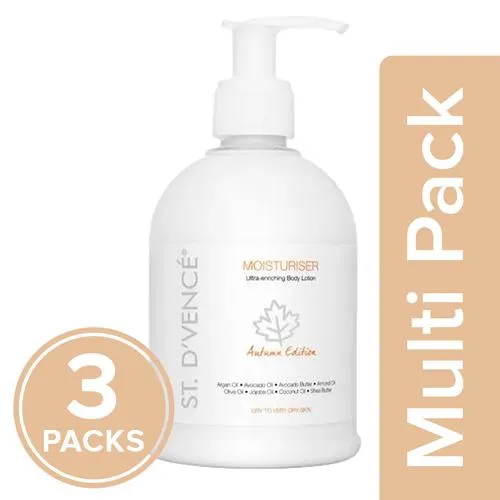 ST. D'VENCÉ®
MOISTURISER
Ultra-enriching Body Lotion
Autumn Edition
Argan Oil • Avocado Oil • Avocado Butter • Almond Oil
Olive Oil • Jojoba Oil • Coconut Oil • Shea Butter
DRY TO VERY DRY SKIN
3
PACKS
Multi Pack